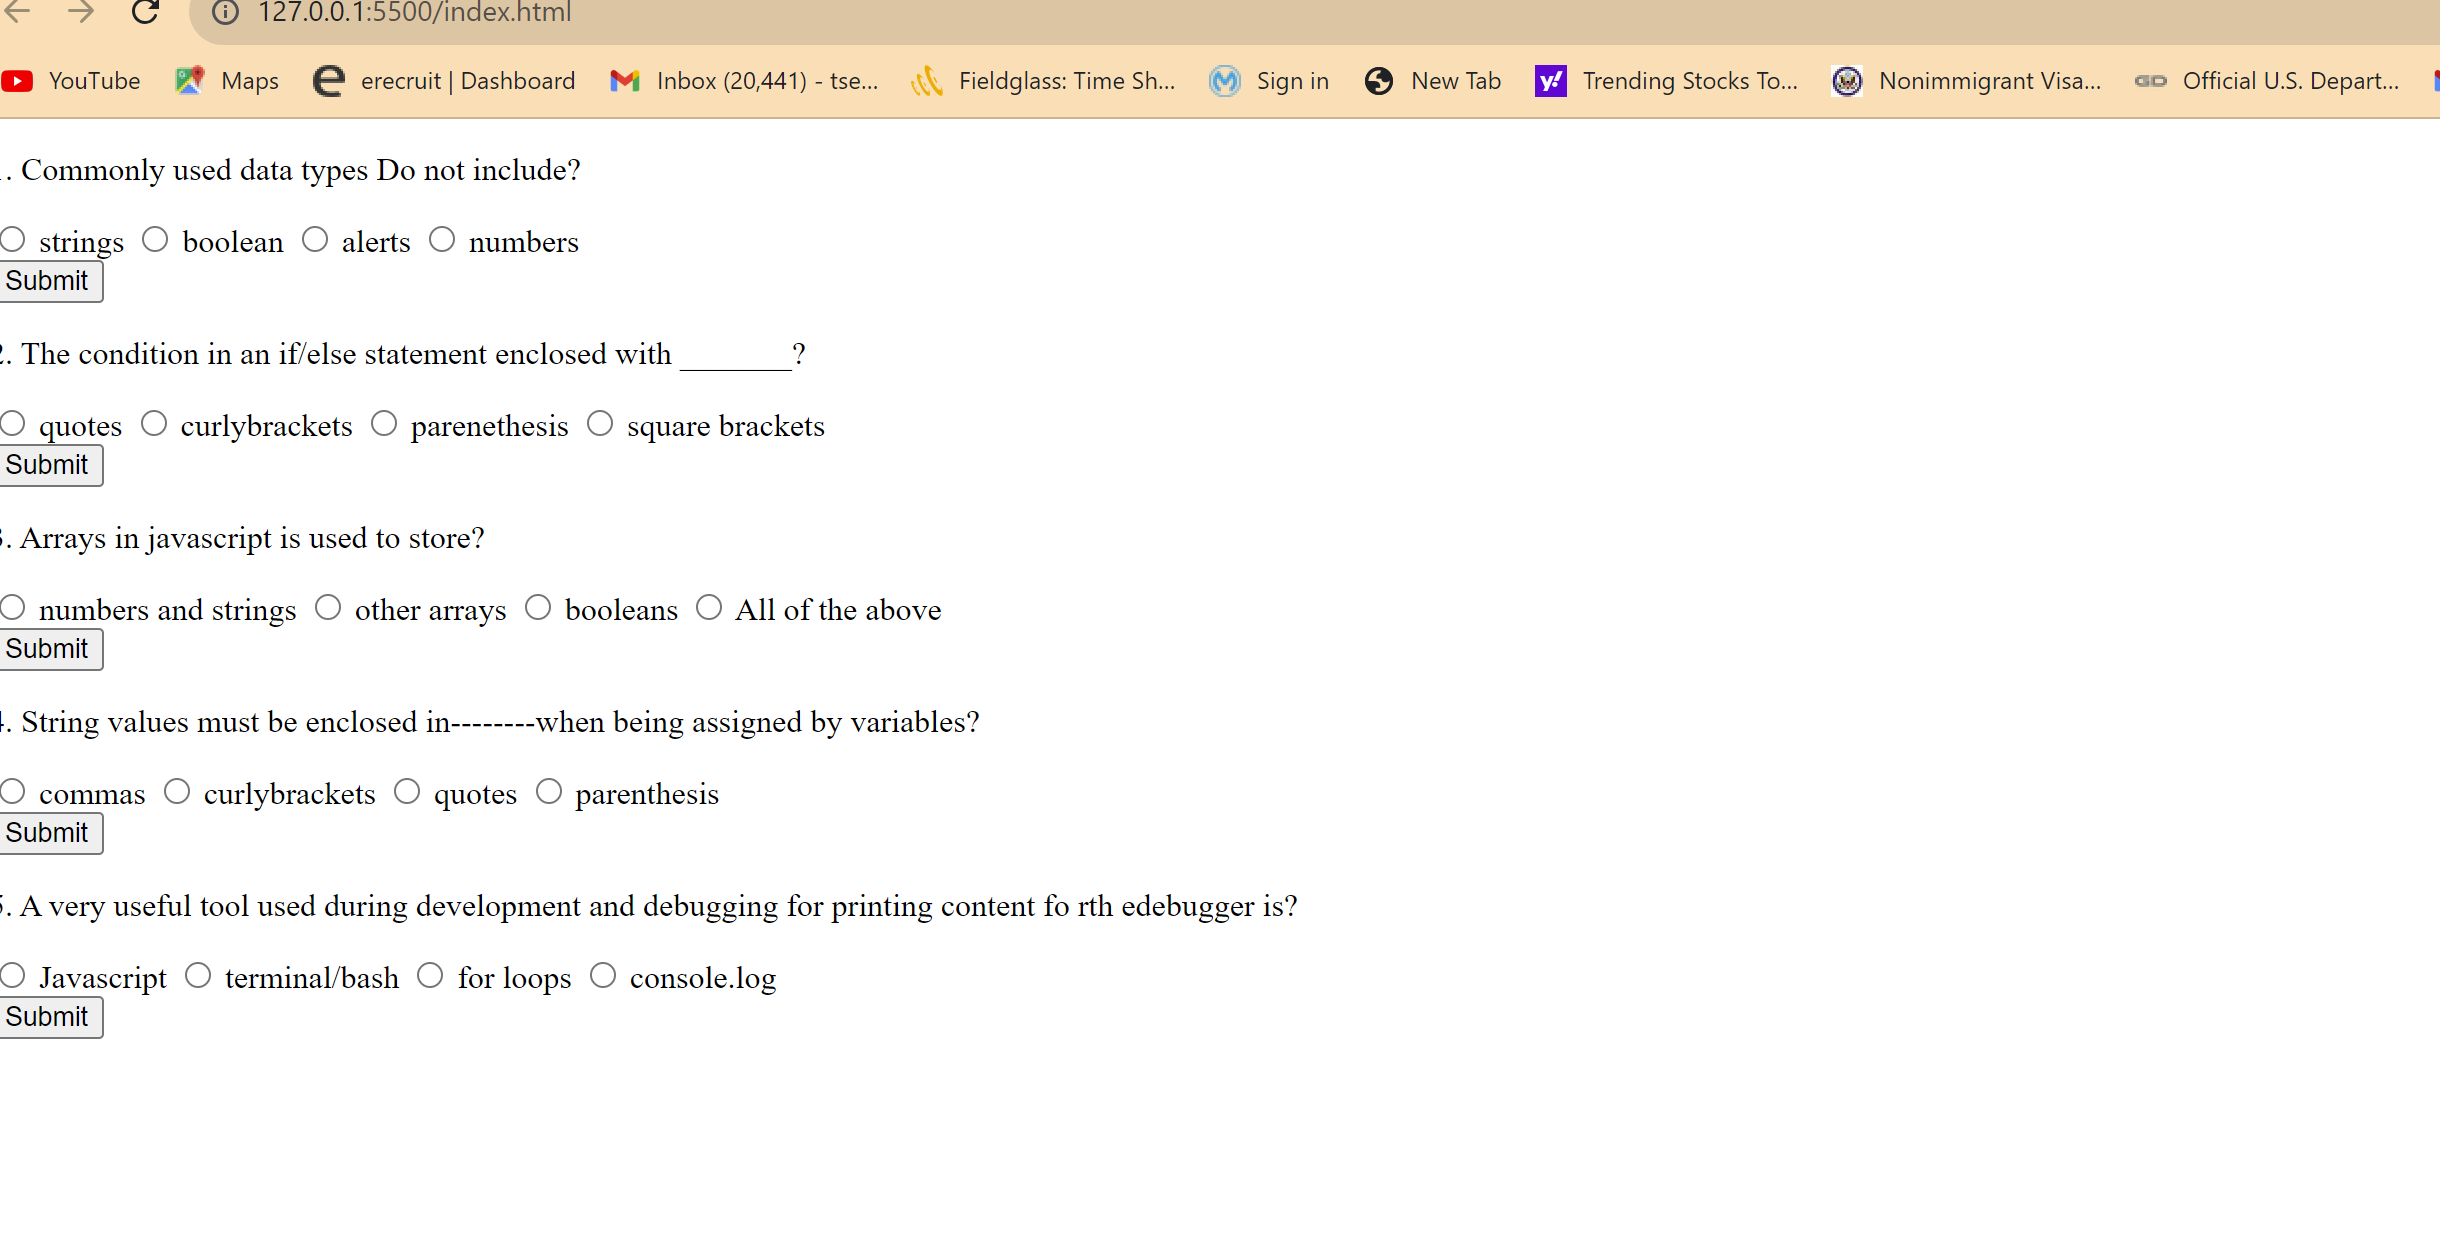 127.0.0.1:5500/index.html
YouTube Maps erecruit | Dashboard Inbox (20,441) - tse... Fieldglass: Time Sh... Sign in New Tab Trending Stocks To... Nonimmigrant Visa... Official U.S. Depart...
. Commonly used data types Do not include?
strings boolean alerts numbers
Submit
2. The condition in an if/else statement enclosed with _______?
quotes curlybrackets parenethesis square brackets
Submit
3. Arrays in javascript is used to store?
numbers and strings other arrays booleans All of the above
Submit
4. String values must be enclosed in--------when being assigned by variables?
commas curlybrackets quotes parenthesis
Submit
5. A very useful tool used during development and debugging for printing content fo rth edebugger is?
Javascript terminal/bash for loops console.log
Submit